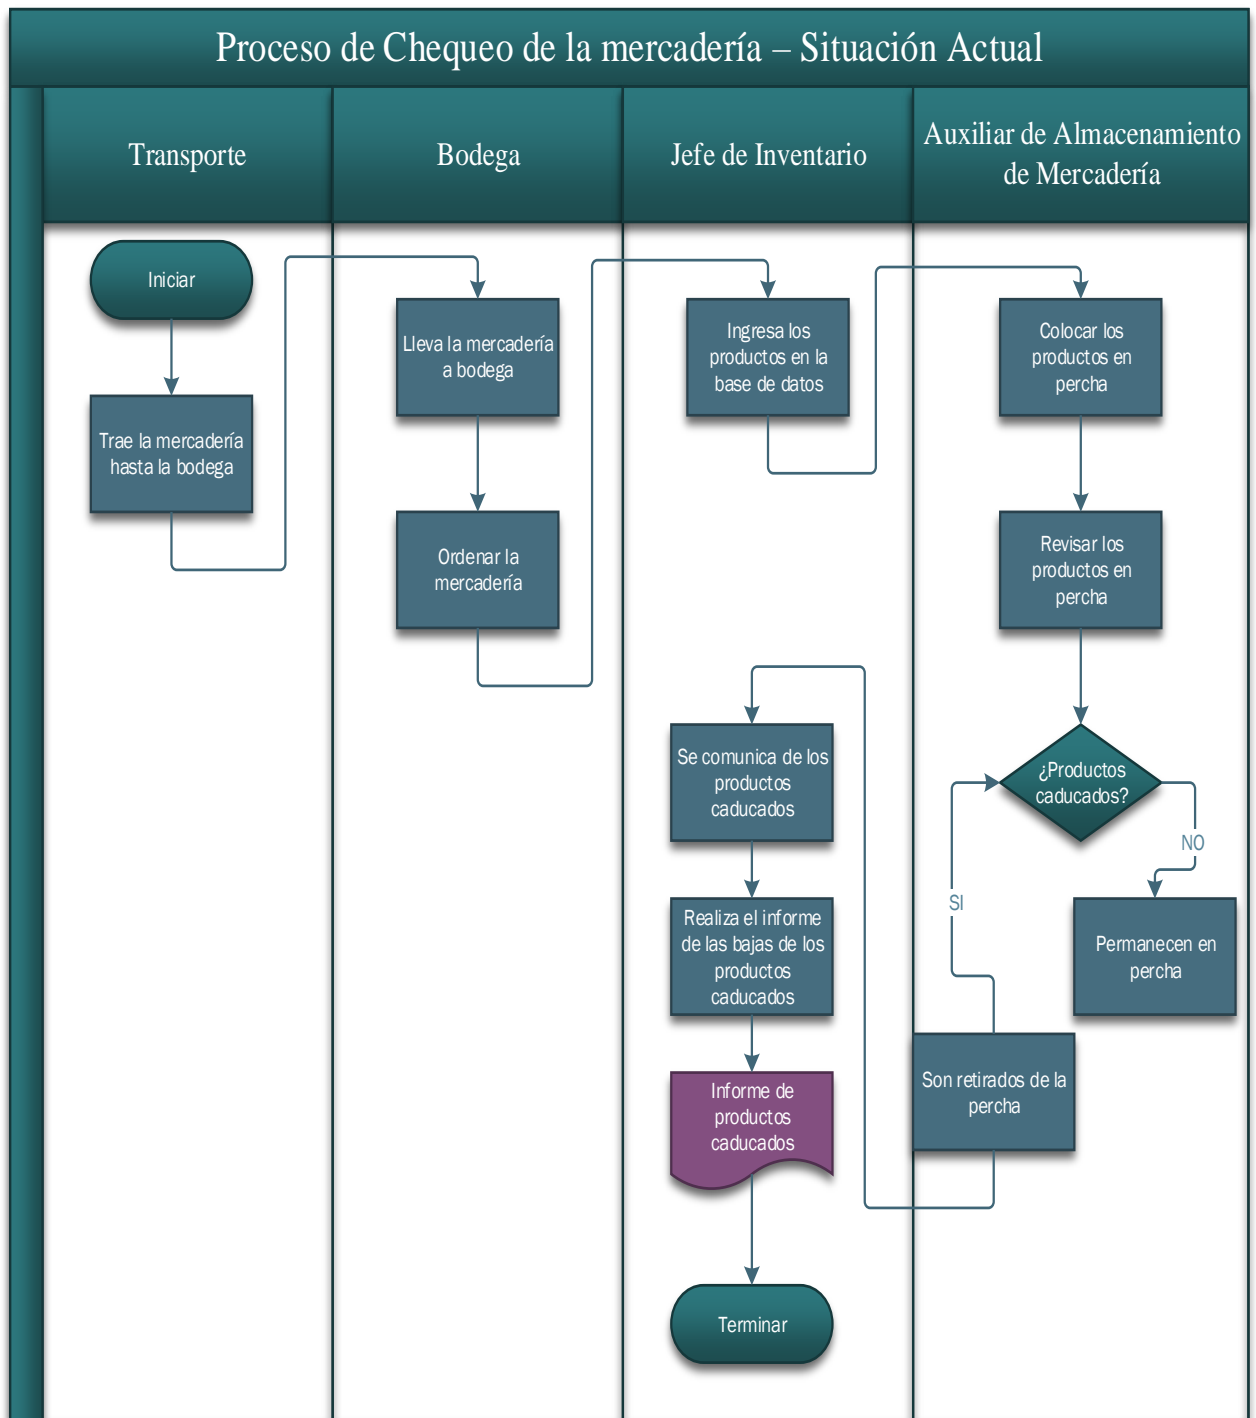 Proceso de Chequeo de la mercadería – Situación Actual
Transporte
Bodega
Jefe de Inventario
Auxiliar de Almacenamiento
de Mercadería
Iniciar
Trae la mercadería
hasta la bodega
Lleva la mercadería
a bodega
Ordenar la
mercadería
Ingresa los
productos en la
base de datos
Colocar los
productos en
percha
Revisar los
productos en
percha
¿Productos
caducados?
NO
SI
Permanecen en
percha
Son retirados de la
percha
Se comunica de los
productos
caducados
Realiza el informe
de las bajas de los
productos
caducados
Informe de
productos
caducados
Terminar